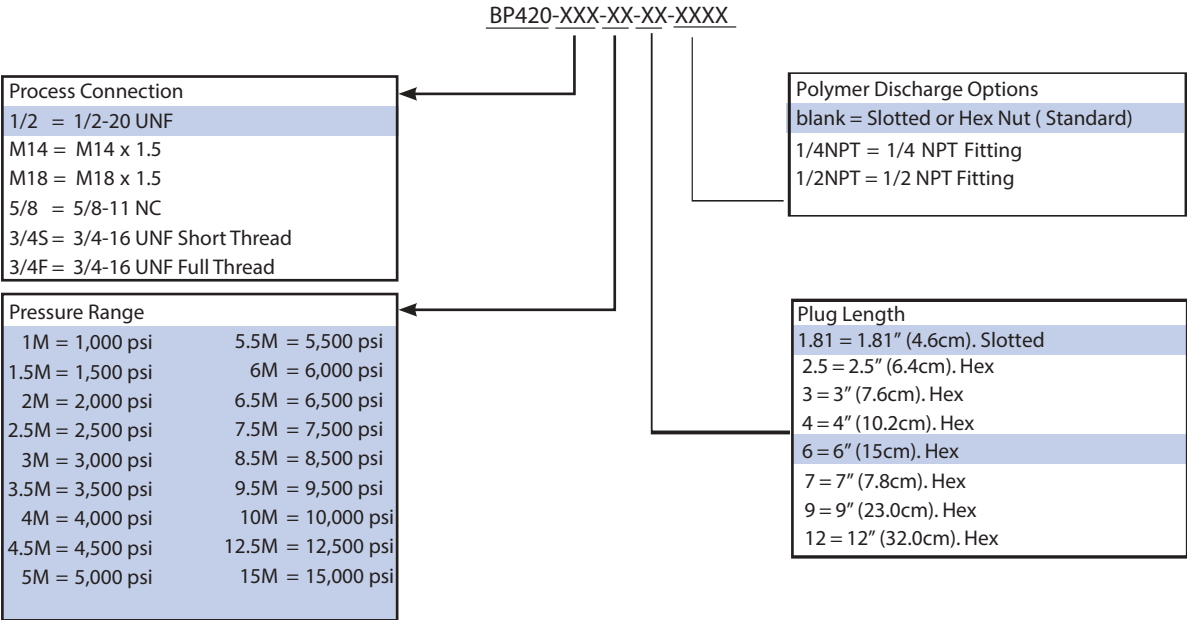 BP420-XXX-XX-XX-XXXX
Process Connection
1/2 = 1/2-20 UNF
M14 = M14 x 1.5
M18 = M18 x 1.5
5/8 = 5/8-11 NC
3/4S = 3/4-16 UNF Short Thread
3/4F = 3/4-16 UNF Full Thread
Pressure Range
1M = 1,000 psi
1.5M = 1,500 psi
2M = 2,000 psi
2.5M = 2,500 psi
3M = 3,000 psi
3.5M = 3,500 psi
4M = 4,000 psi
4.5M = 4,500 psi
5M = 5,000 psi
5.5M = 5,500 psi
6M = 6,000 psi
6.5M = 6,500 psi
7.5M = 7,500 psi
8.5M = 8,500 psi
9.5M = 9,500 psi
10M = 10,000 psi
12.5M = 12,500 psi
15M = 15,000 psi
Polymer Discharge Options
blank = Slotted or Hex Nut ( Standard)
1/4NPT = 1/4 NPT Fitting
1/2NPT = 1/2 NPT Fitting
Plug Length
1.81 = 1.81” (4.6cm). Slotted
2.5 = 2.5” (6.4cm). Hex
3 = 3” (7.6cm). Hex
4 = 4” (10.2cm). Hex
6 = 6” (15cm). Hex
7 = 7” (7.8cm). Hex
9 = 9” (23.0cm). Hex
12 = 12” (32.0cm). Hex